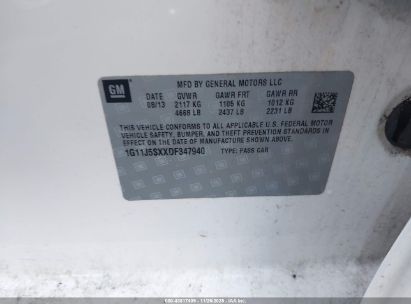 GM
MFD BY GENERAL MOTORS LLC
DATE GVWR GAWR FRT GAWR RR
08/13 2117 KG 1105 KG 1012 KG
4668 LB 2437 LB 2231 LB
THIS VEHICLE CONFORMS TO ALL APPLICABLE U.S. FEDERAL MOTOR
VEHICLE SAFETY, BUMPER, AND THEFT PREVENTION STANDARDS IN
EFFECT ON THE DATE OF MANUFACTURE SHOWN ABOVE.
1G11J5SXXDF347940 TYPE: PASS CAR